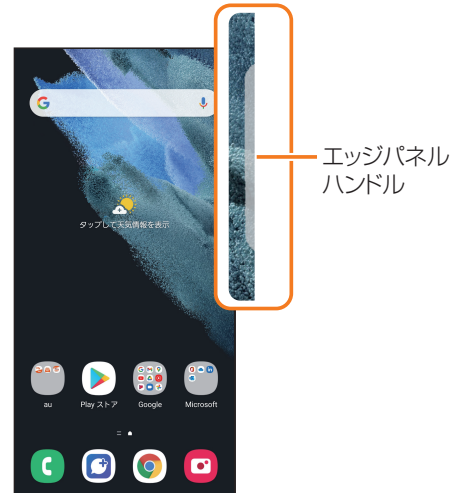 エッジパネル
ハンドル
タップして天気情報を表示
au
Play ストア
Google
Microsoft